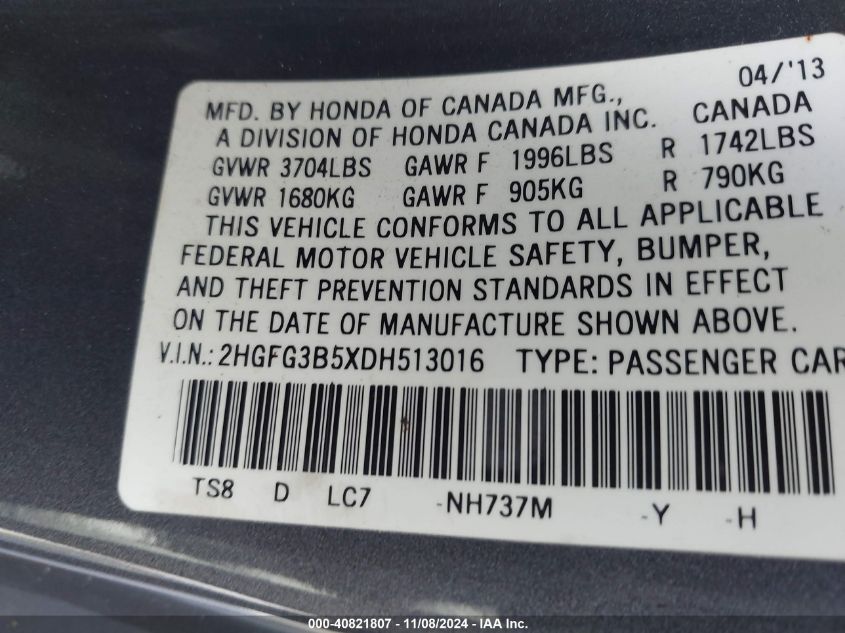 04/'13
MFD. BY HONDA OF CANADA MFG.,
A DIVISION OF HONDA CANADA INC. CANADA
GVWR 3704LBS GAWR F 1996LBS R 1742LBS
GVWR 1680KG GAWR F 905KG R 790KG
THIS VEHICLE CONFORMS TO ALL APPLICABLE
FEDERAL MOTOR VEHICLE SAFETY, BUMPER,
AND THEFT PREVENTION STANDARDS IN EFFECT
ON THE DATE OF MANUFACTURE SHOWN ABOVE.
V.I.N.: 2HGFG3B5XDH513016 TYPE: PASSENGER CAR
TS8 D LC7 -NH737M -Y -H
000-40821807 - 11/08/2024 - IAA Inc.